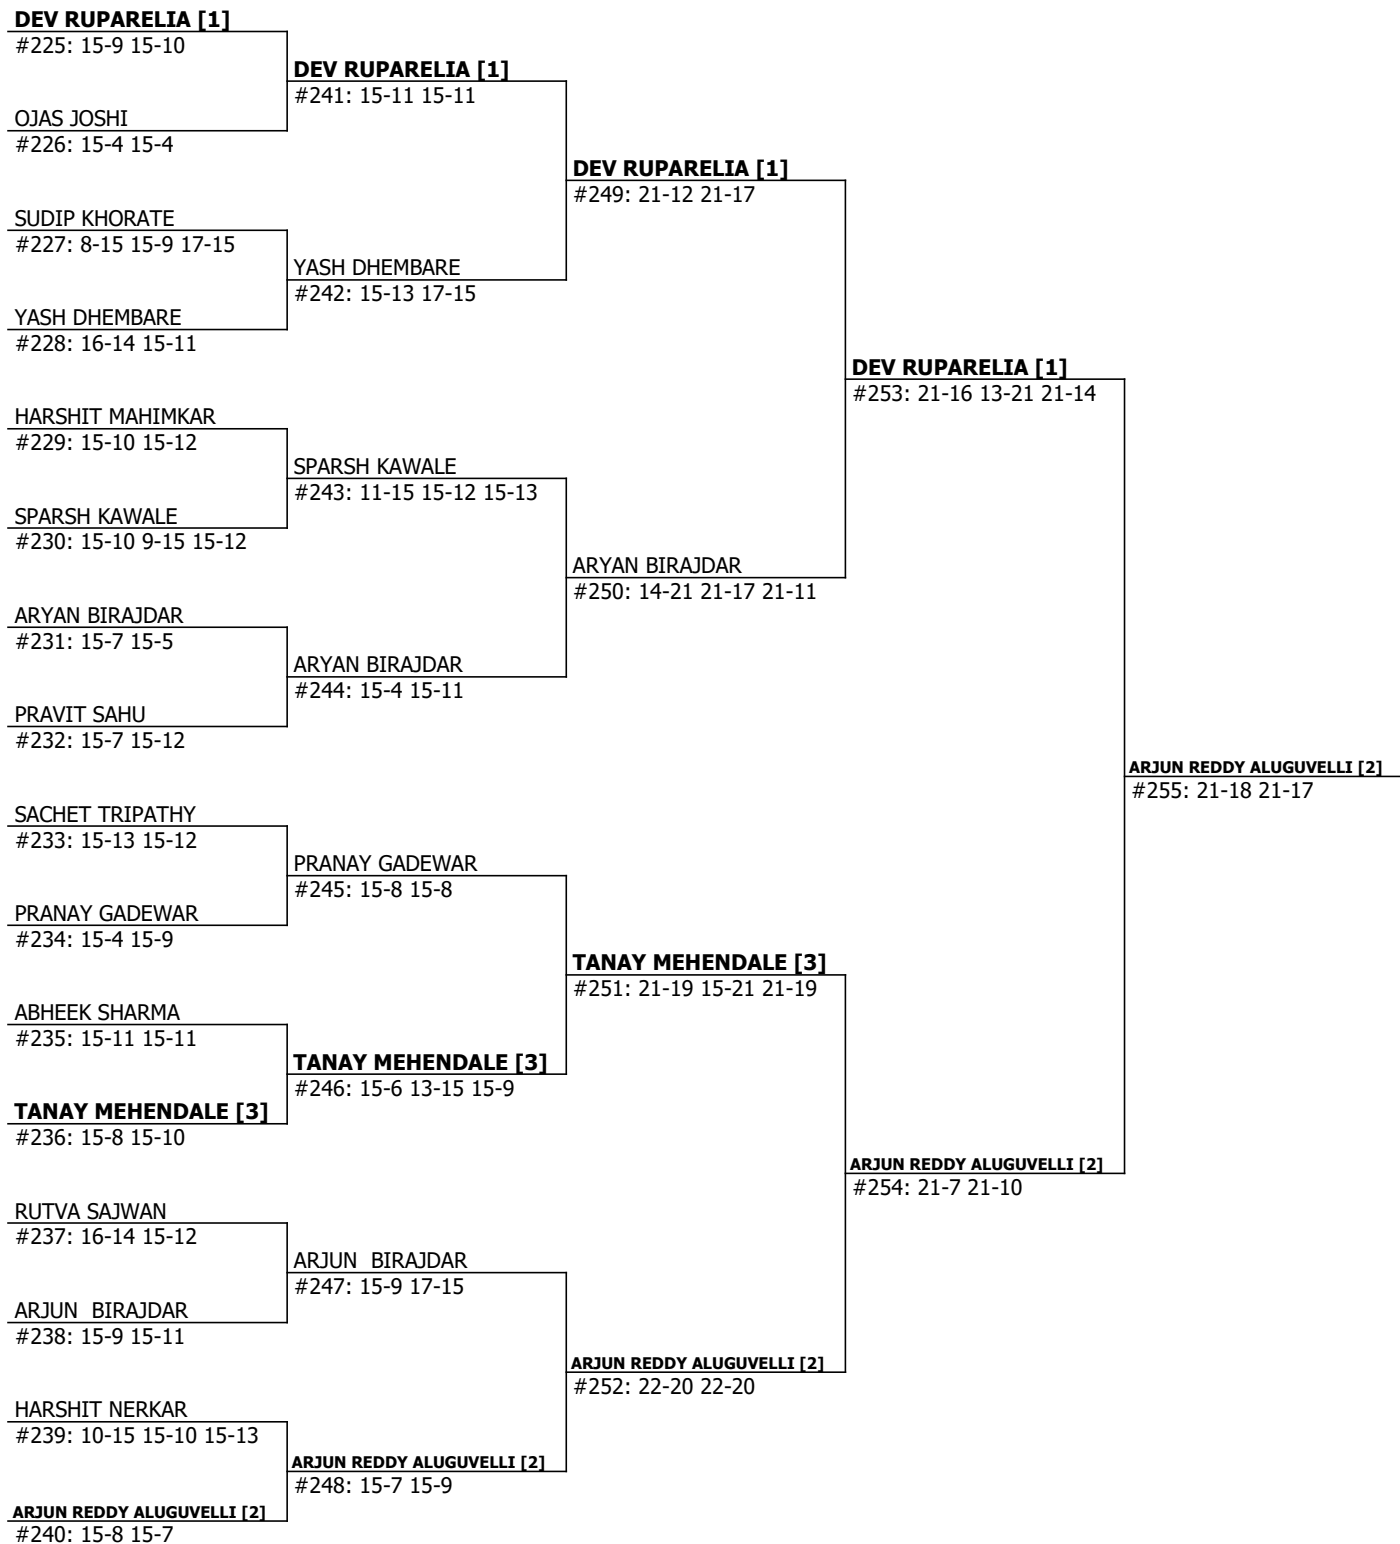 DEV RUPARELIA [1]
#225: 15-9 15-10
DEV RUPARELIA [1]
#241: 15-11 15-11
OJAS JOSHI
#226: 15-4 15-4
DEV RUPARELIA [1]
#249: 21-12 21-17
SUDIP KHORATE
#227: 8-15 15-9 17-15
YASH DHEMBARE
#242: 15-13 17-15
YASH DHEMBARE
#228: 16-14 15-11
DEV RUPARELIA [1]
#253: 21-16 13-21 21-14
HARSHIT MAHIMKAR
#229: 15-10 15-12
SPARSH KAWALE
#243: 11-15 15-12 15-13
SPARSH KAWALE
#230: 15-10 9-15 15-12
ARYAN BIRAJDAR
#250: 14-21 21-17 21-11
ARYAN BIRAJDAR
#231: 15-7 15-5
ARYAN BIRAJDAR
#244: 15-4 15-11
PRAVIT SAHU
#232: 15-7 15-12
ARJUN REDDY ALUGUVELLI [2]
#255: 21-18 21-17
SACHET TRIPATHY
#233: 15-13 15-12
PRANAY GADEWAR
#245: 15-8 15-8
PRANAY GADEWAR
#234: 15-4 15-9
TANAY MEHENDALE [3]
#251: 21-19 15-21 21-19
ABHEEK SHARMA
#235: 15-11 15-11
TANAY MEHENDALE [3]
#246: 15-6 13-15 15-9
TANAY MEHENDALE [3]
#236: 15-8 15-10
ARJUN REDDY ALUGUVELLI [2]
#254: 21-7 21-10
RUTVA SAJWAN
#237: 16-14 15-12
ARJUN  BIRAJDAR
#247: 15-9 17-15
ARJUN  BIRAJDAR
#238: 15-9 15-11
ARJUN REDDY ALUGUVELLI [2]
#252: 22-20 22-20
HARSHIT NERKAR
#239: 10-15 15-10 15-13
ARJUN REDDY ALUGUVELLI [2]
#248: 15-7 15-9
ARJUN REDDY ALUGUVELLI [2]
#240: 15-8 15-7